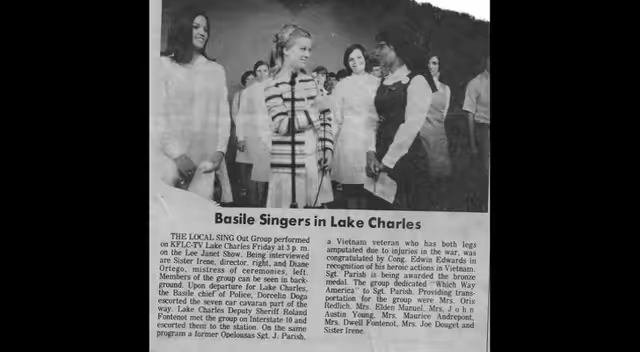 Basile Singers in Lake Charles
THE LOCAL SING Out Group performed
on KFLC-TV Lake Charles Friday at 3 p. m.
on the Lee Janet Show. Being interviewed
are Sister Irene, director, right, and Diane
Ortego, mistress of ceremonies, left.
Members of the group can be seen in back-
ground. Upon departure for Lake Charles,
the Basile chief of Police, Dorcelin Doga
escorted the seven car cavaran part of the
way. Lake Charles Deputy Sheriff Roland
Fontenot met the group on Interstate-10 and
escorted them to the station. On the same
program a former Opelousas Sgt. J. Parish,
a Vietnam veteran who has both legs
amputated due to injuries in the war, was
congratulated by Cong. Edwin Edwards in
recognition of his heroic actions in Vietnam.
Sgt. Parish is being awarded the bronze
medal. The group dedicated "Which Way
America" to Sgt. Parish. Providing trans-
portation for the group were Mrs. Oris
Redlich, Mrs. Elden Manuel, Mrs. John
Austin Young, Mrs. Maurice Andrepont,
Mrs. Dwell Fontenot, Mrs. Joe Douget and
Sister Irene.